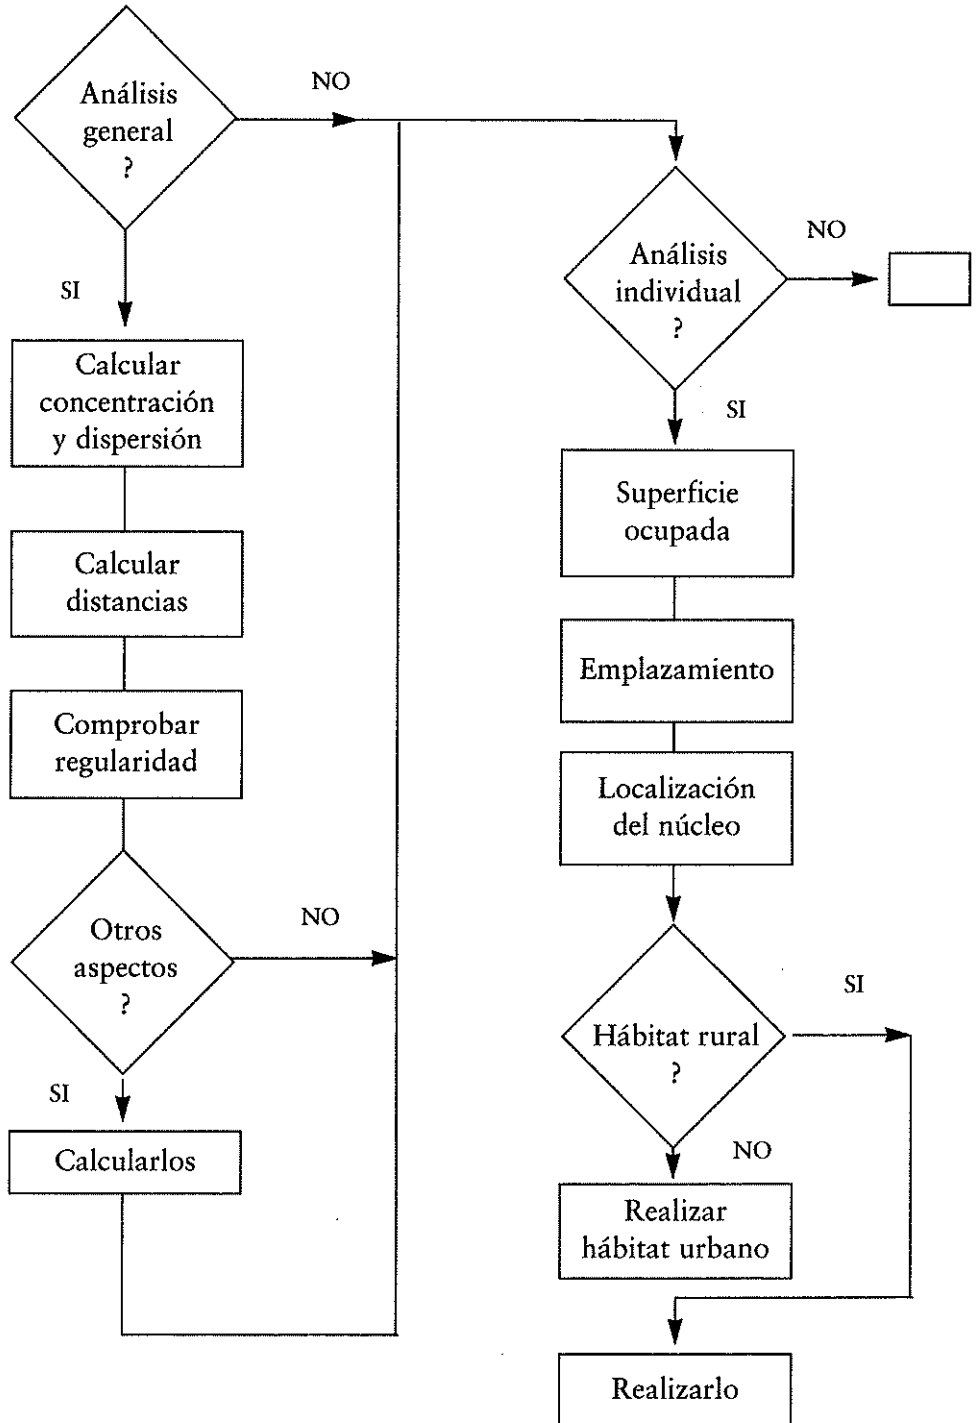 Análisis
general
?
NO
SI
Calcular
concentración
y dispersión
Calcular
distancias
Comprobar
regularidad
Otros
aspectos
?
NO
SI
Calcularlos
Análisis
individual
?
NO
SI
Superficie
ocupada
Emplazamiento
Localización
del núcleo
Hábitat rural
?
SI
NO
Realizar
hábitat urbano
Realizarlo